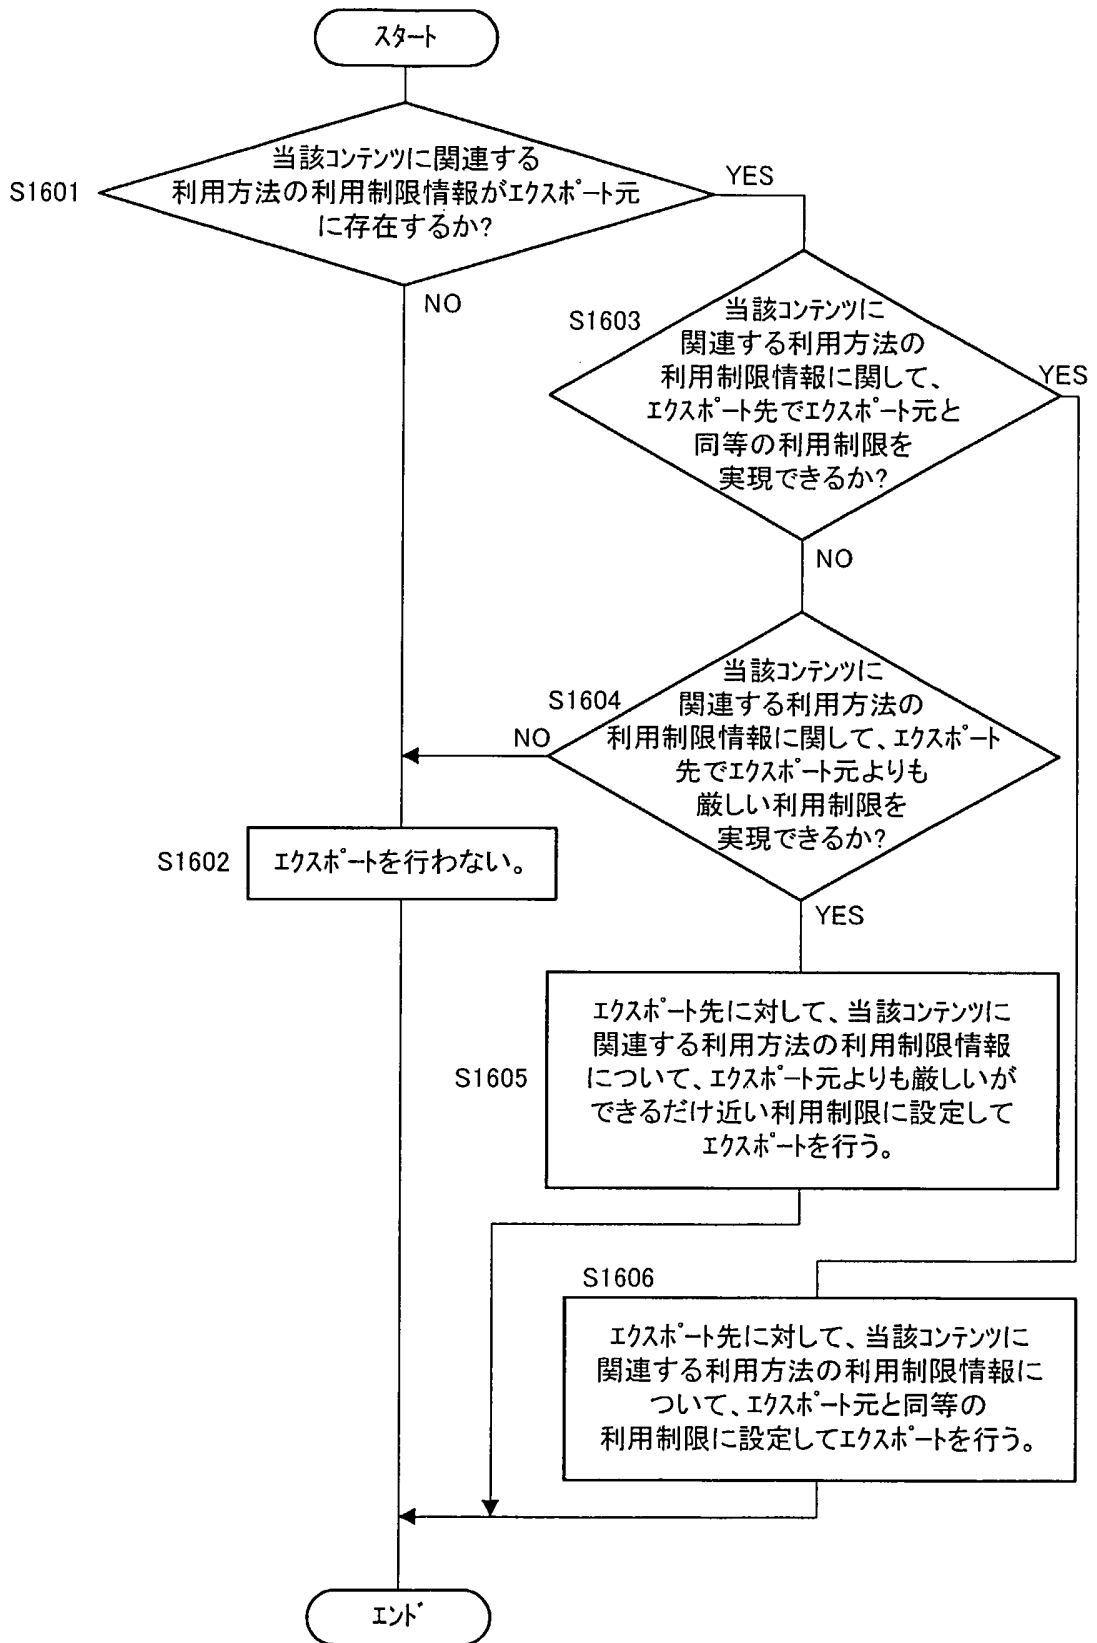 スタート
S1601
当該コンテンツに関連する
利用方法の利用制限情報がエクスポート元
に存在するか?
YES
NO
S1603
当該コンテンツに
関連する利用方法の
利用制限情報に関して、
エクスポート先でエクスポート元と
同等の利用制限を
実現できるか?
YES
NO
S1604
当該コンテンツに
関連する利用方法の
利用制限情報に関して、エクスポート
先でエクスポート元よりも
厳しい利用制限を
実現できるか?
NO
YES
S1602
エクスポートを行わない。
S1605
エクスポート先に対して、当該コンテンツに
関連する利用方法の利用制限情報
について、エクスポート元よりも厳しいが
できるだけ近い利用制限に設定して
エクスポートを行う。
S1606
エクスポート先に対して、当該コンテンツに
関連する利用方法の利用制限情報に
ついて、エクスポート元と同等の
利用制限に設定してエクスポートを行う。
エンド